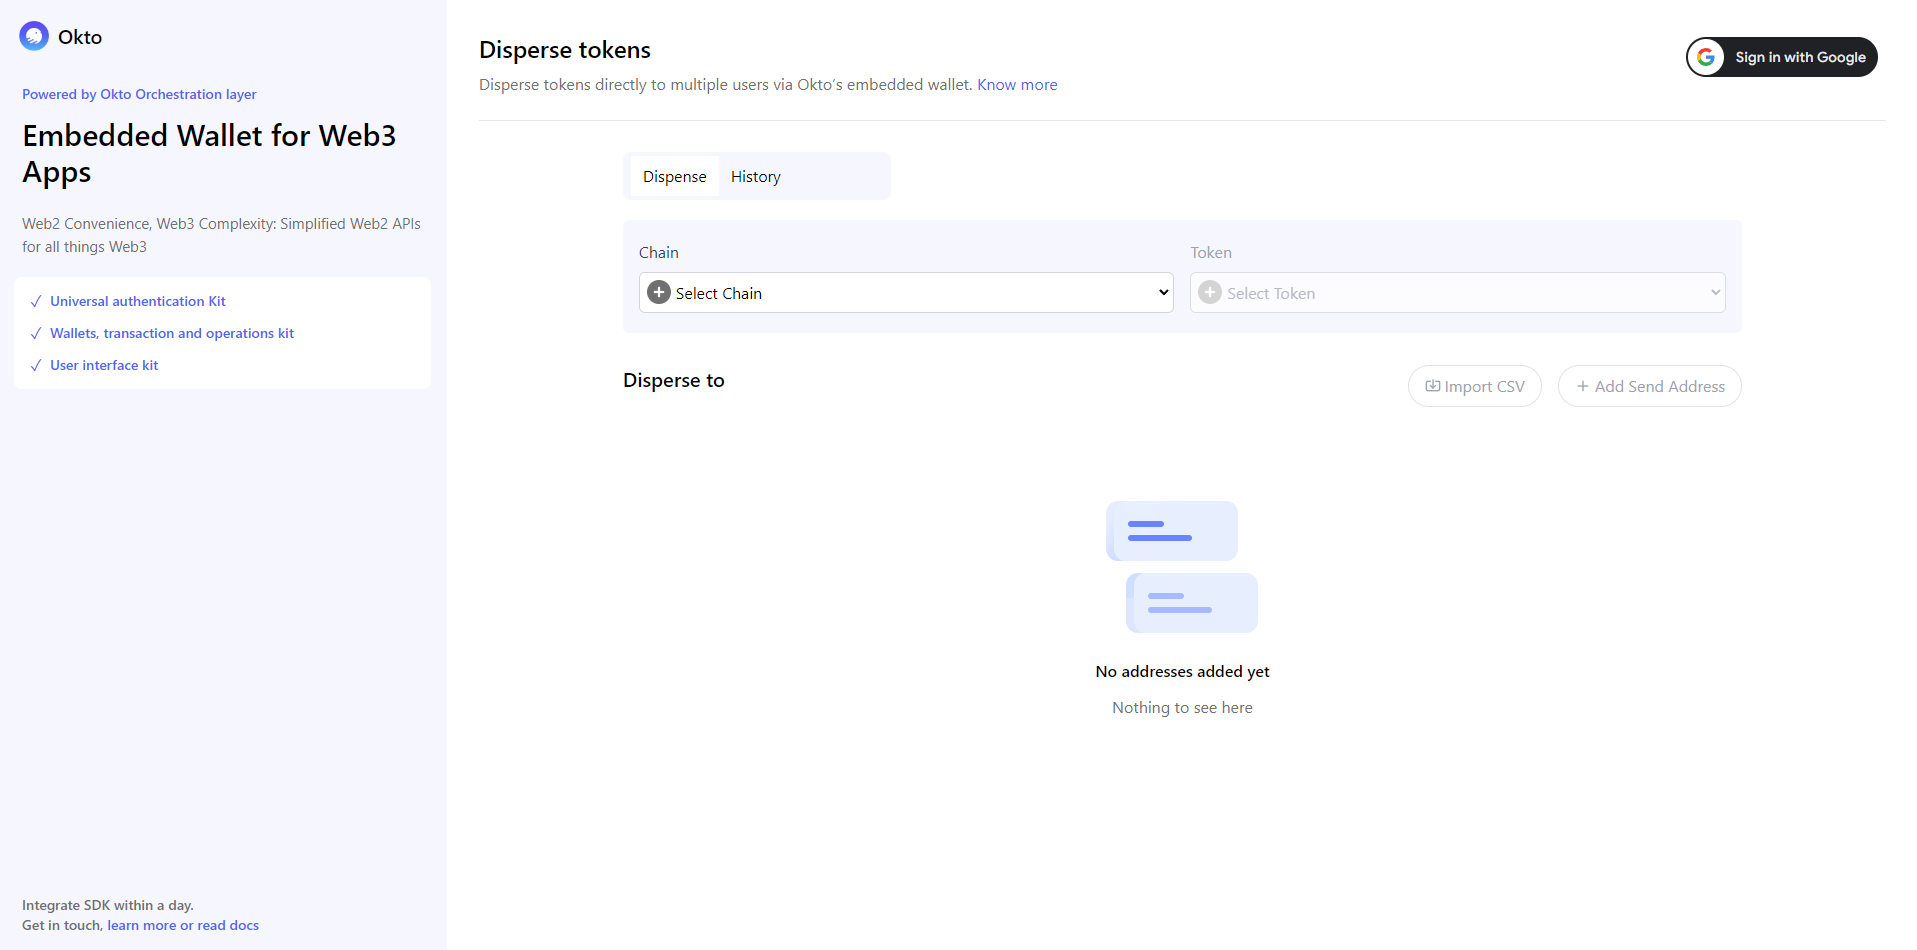 Okto
Powered by Okto Orchestration layer
Embedded Wallet for Web3
Apps
Web2 Convenience, Web3 Complexity: Simplified Web2 APIs
for all things Web3
Universal authentication Kit
Wallets, transaction and operations kit
User interface kit
Integrate SDK within a day.
Get in touch, learn more or read docs
Disperse tokens
Disperse tokens directly to multiple users via Okto's embedded wallet. Know more
Sign in with Google
Dispense History
Chain Token
Select Chain Select Token
Disperse to
Import CSV + Add Send Address
No addresses added yet
Nothing to see here